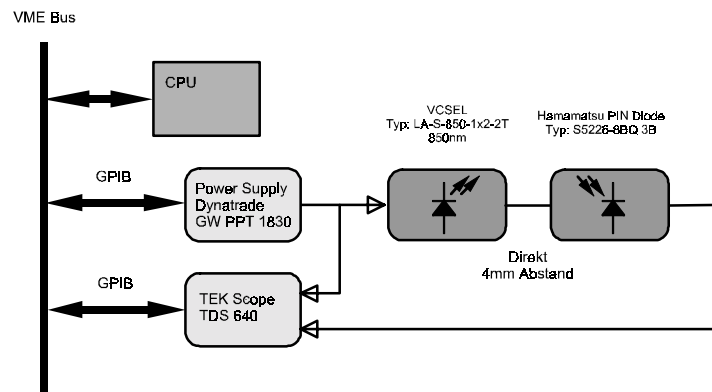 VME Bus
CPU
VCSEL
Typ: LA-S-850-1x2-2T
850nm
Hamamatsu PIN Diode
Typ: S5226-8BQ 3B
GPIB
Power Supply
Dynatrade
GW PPT 1830
Direkt
4mm Abstand
GPIB
TEK Scope
TDS 640